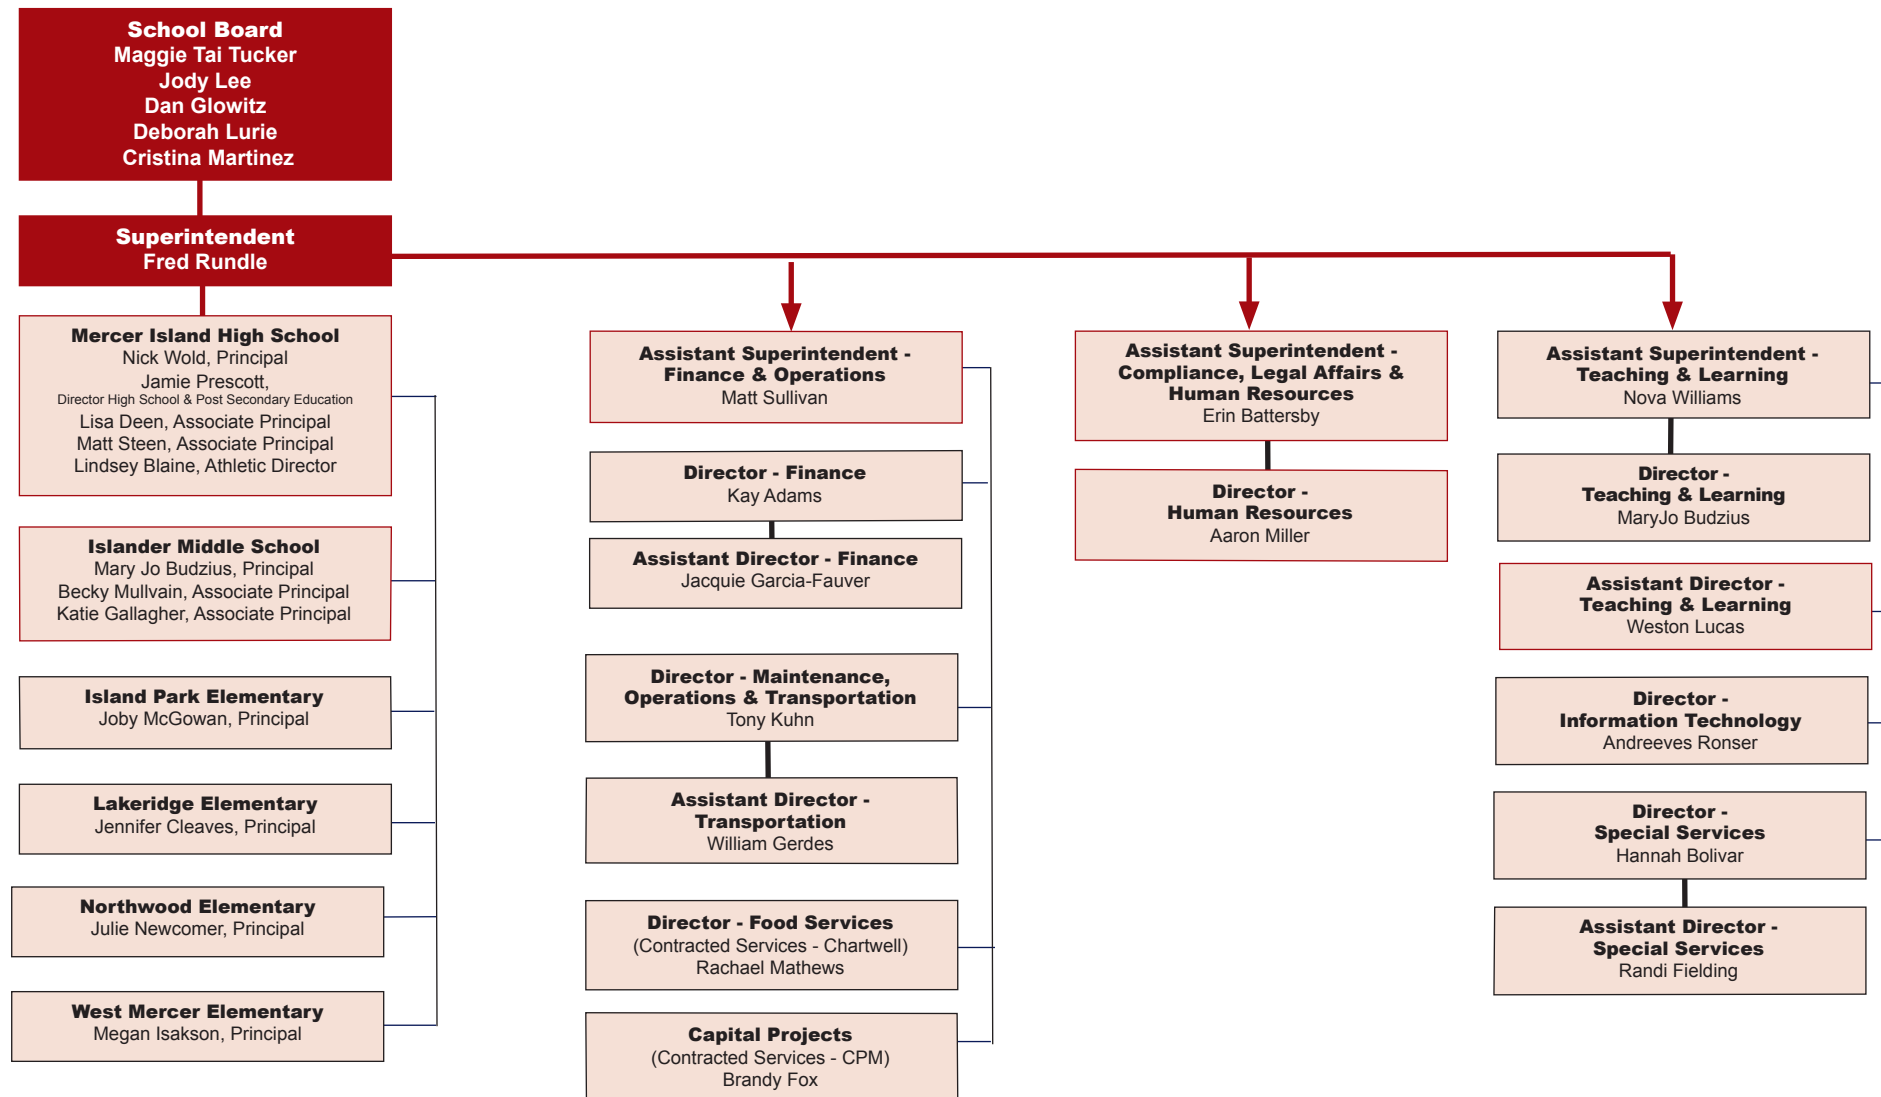 School Board
Maggie Tai Tucker
Jody Lee
Dan Glowitz
Deborah Lurie
Cristina Martinez
Superintendent
Fred Rundle
Mercer Island High School
Nick Wold, Principal
Jamie Prescott,
Director High School & Post Secondary Education
Lisa Deen, Associate Principal
Matt Steen, Associate Principal
Lindsey Blaine, Athletic Director
Islander Middle School
Mary Jo Budzius, Principal
Becky Mullvain, Associate Principal
Katie Gallagher, Associate Principal
Island Park Elementary
Joby McGowan, Principal
Lakeridge Elementary
Jennifer Cleaves, Principal
Northwood Elementary
Julie Newcomer, Principal
West Mercer Elementary
Megan Isakson, Principal
Assistant Superintendent -
Finance & Operations
Matt Sullivan
Director - Finance
Kay Adams
Assistant Director - Finance
Jacquie Garcia-Fauver
Director - Maintenance,
Operations & Transportation
Tony Kuhn
Assistant Director -
Transportation
William Gerdes
Director - Food Services
(Contracted Services - Chartwell)
Rachael Mathews
Capital Projects
(Contracted Services - CPM)
Brandy Fox
Assistant Superintendent -
Compliance, Legal Affairs &
Human Resources
Erin Battersby
Director -
Human Resources
Aaron Miller
Assistant Superintendent -
Teaching & Learning
Nova Williams
Director -
Teaching & Learning
MaryJo Budzius
Assistant Director -
Teaching & Learning
Weston Lucas
Director -
Information Technology
Andreeves Ronser
Director -
Special Services
Hannah Bolivar
Assistant Director -
Special Services
Randi Fielding